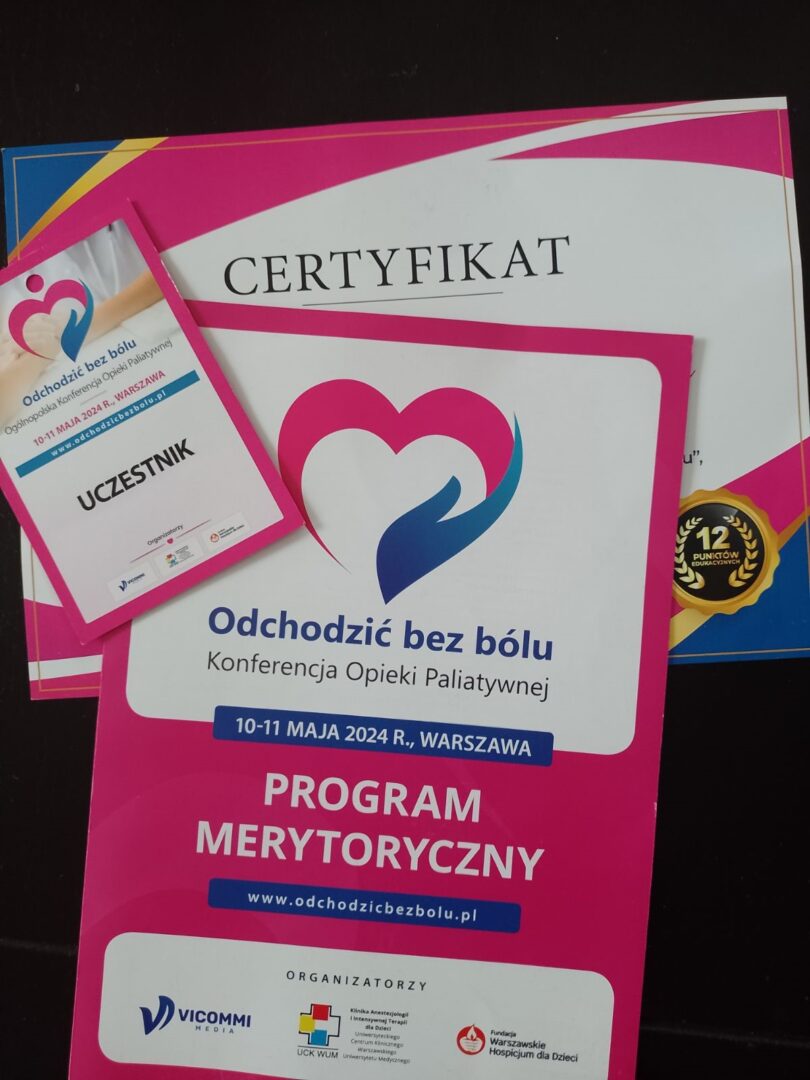 CERTYFIKAT
u”,
12
PUNKTÓW
EDUKACYJNYCH
Odchodzić bez bólu
Ogólnopolska Konferencja Opieki Paliatywnej
10-11 MAJA 2024 R., WARSZAWA
www.odchodzicbezbolu.pl
UCZESTNIK
Organizatorzy
VICOMMI
Odchodzić bez bólu
Konferencja Opieki Paliatywnej
10-11 MAJA 2024 R., WARSZAWA
PROGRAM
MERYTORYCZNY
www.odchodzicbezbolu.pl
ORGANIZATORZY
VICOMMI
MEDIA
UCK WUM
Klinika Anestezjologii
i Intensywnej Terapii
dla Dzieci
Uniwersyteckiego
Centrum Klinicznego
Warszawskiego
Uniwersytetu Medycznego
Fundacja
Warszawskie
Hospicjum dla Dzieci